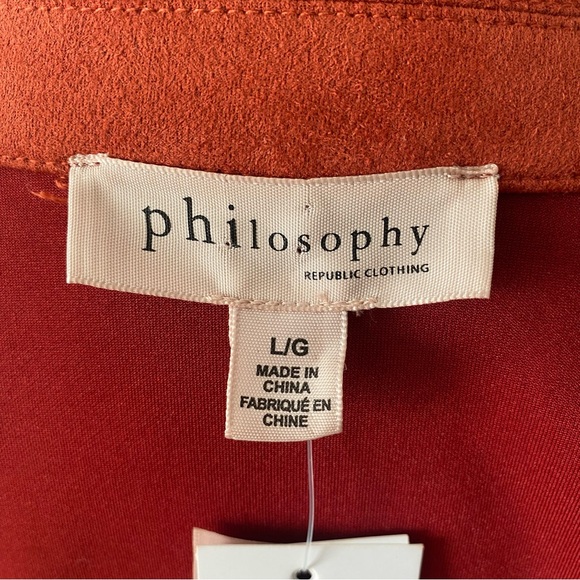 philosophy
REPUBLIC CLOTHING
L/G
MADE IN
CHINA
FABRIQUÉ EN
CHINE